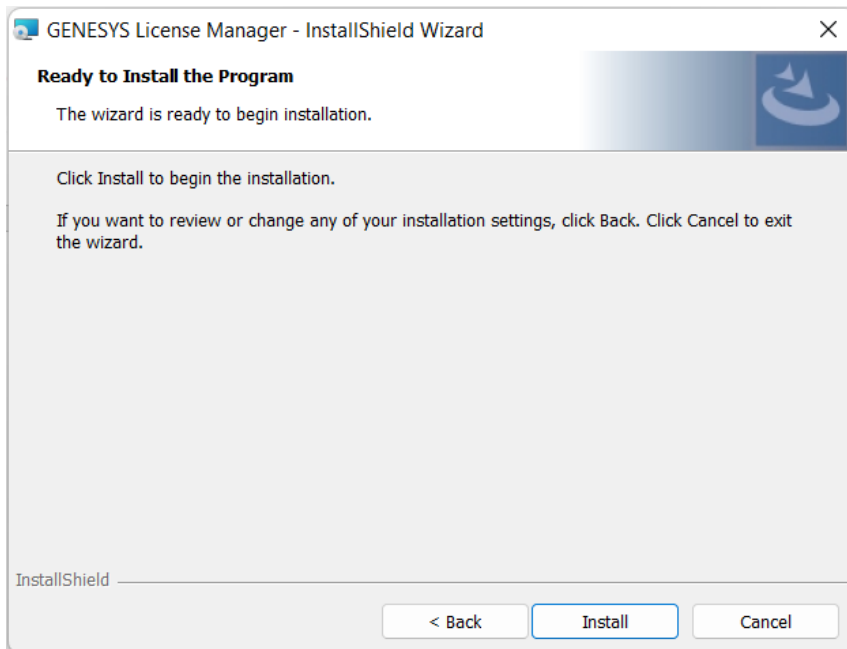 GENESYS License Manager - InstallShield Wizard
Ready to Install the Program
The wizard is ready to begin installation.
Click Install to begin the installation.
If you want to review or change any of your installation settings, click Back. Click Cancel to exit
the wizard.
InstallShield
< Back
Install
Cancel